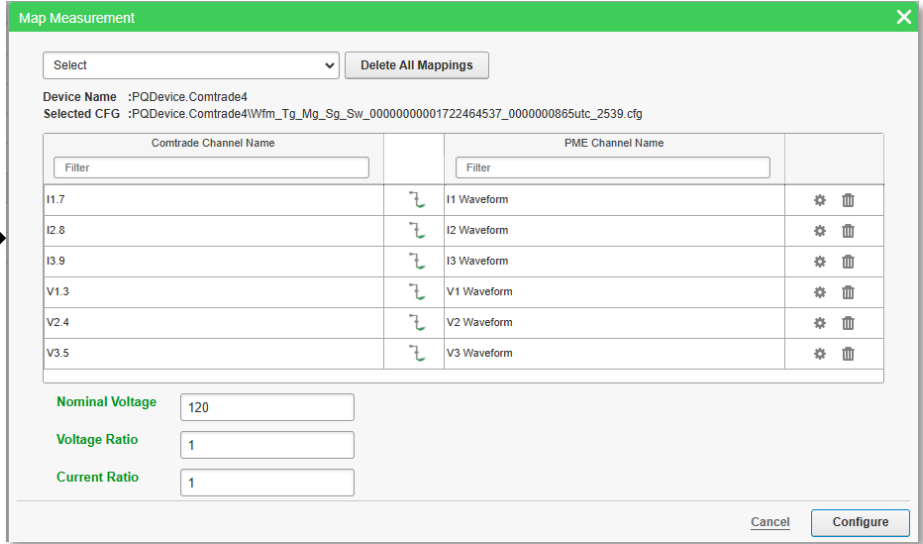 Map Measurement
Select
Delete All Mappings
Device Name :PQDevice.Comtrade4
Selected CFG :PQDevice.Comtrade4\Wfm_Tg_Mg_Sg_Sw_00000000001722464537_0000000865utc_2539.cfg
Comtrade Channel Name PME Channel Name
Filter Filter
I1.7 I1 Waveform
I2.8 I2 Waveform
I3.9 I3 Waveform
V1.3 V1 Waveform
V2.4 V2 Waveform
V3.5 V3 Waveform
Nominal Voltage 120
Voltage Ratio 1
Current Ratio 1
Cancel Configure